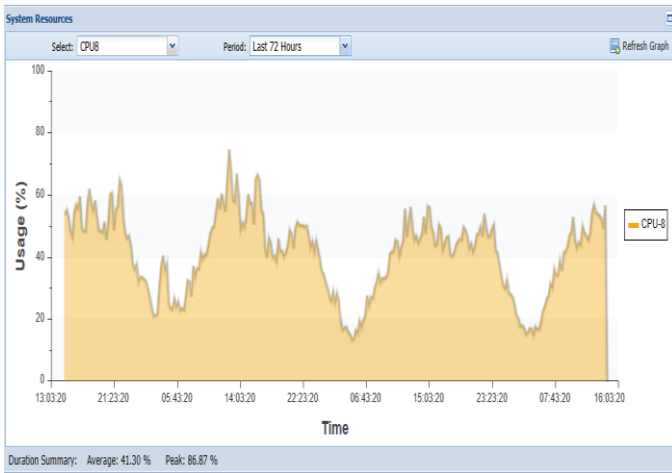 System Resources
Select: CPU8 Period: Last 72 Hours Refresh Graph
100
80
60
40
20
0
Usage (%)
CPU-8
13:03:20 21:23:20 05:43:20 14:03:20 22:23:20 06:43:20 15:03:20 23:23:20 07:43:20 16:03:20
Time
Duration Summary: Average: 41.30 % Peak: 86.87 %